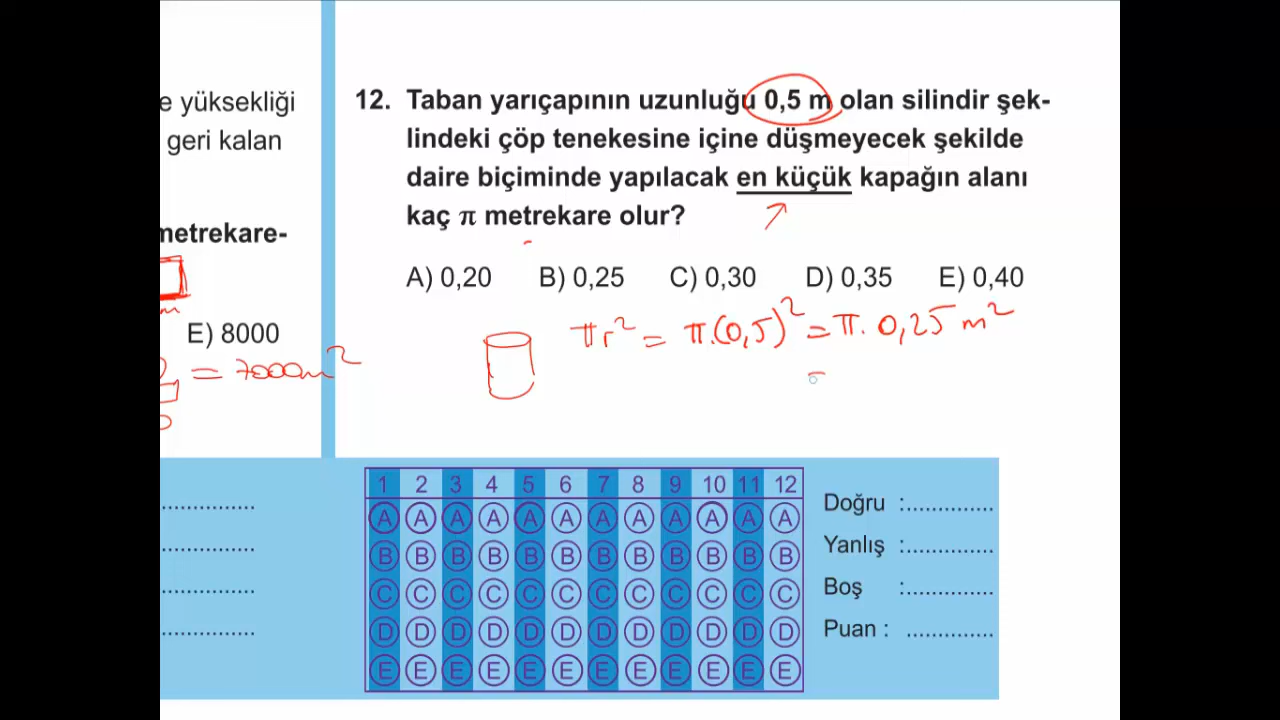 e yüksekliği
geri kalan
metrekare-
E) 8000
= 7000m²
12. Taban yarıçapının uzunluğu 0,5 m olan silindir şek-
lindeki çöp tenekesine içine düşmeyecek şekilde
daire biçiminde yapılacak en küçük kapağın alanı
kaç π metrekare olur?
A) 0,20 B) 0,25 C) 0,30 D) 0,35 E) 0,40
πr² = π.(0,5)² = π. 0,25 m²
=
1 2 3 4 5 6 7 8 9 10 11 12
A A A A A A A A A A A A
B B B B B B B B B B B B
C C C C C C C C C C C C
D D D D D D D D D D D D
E E E E E E E E E E E E
Doğru :..............
Yanlış :..............
Boş :..............
Puan : ..............